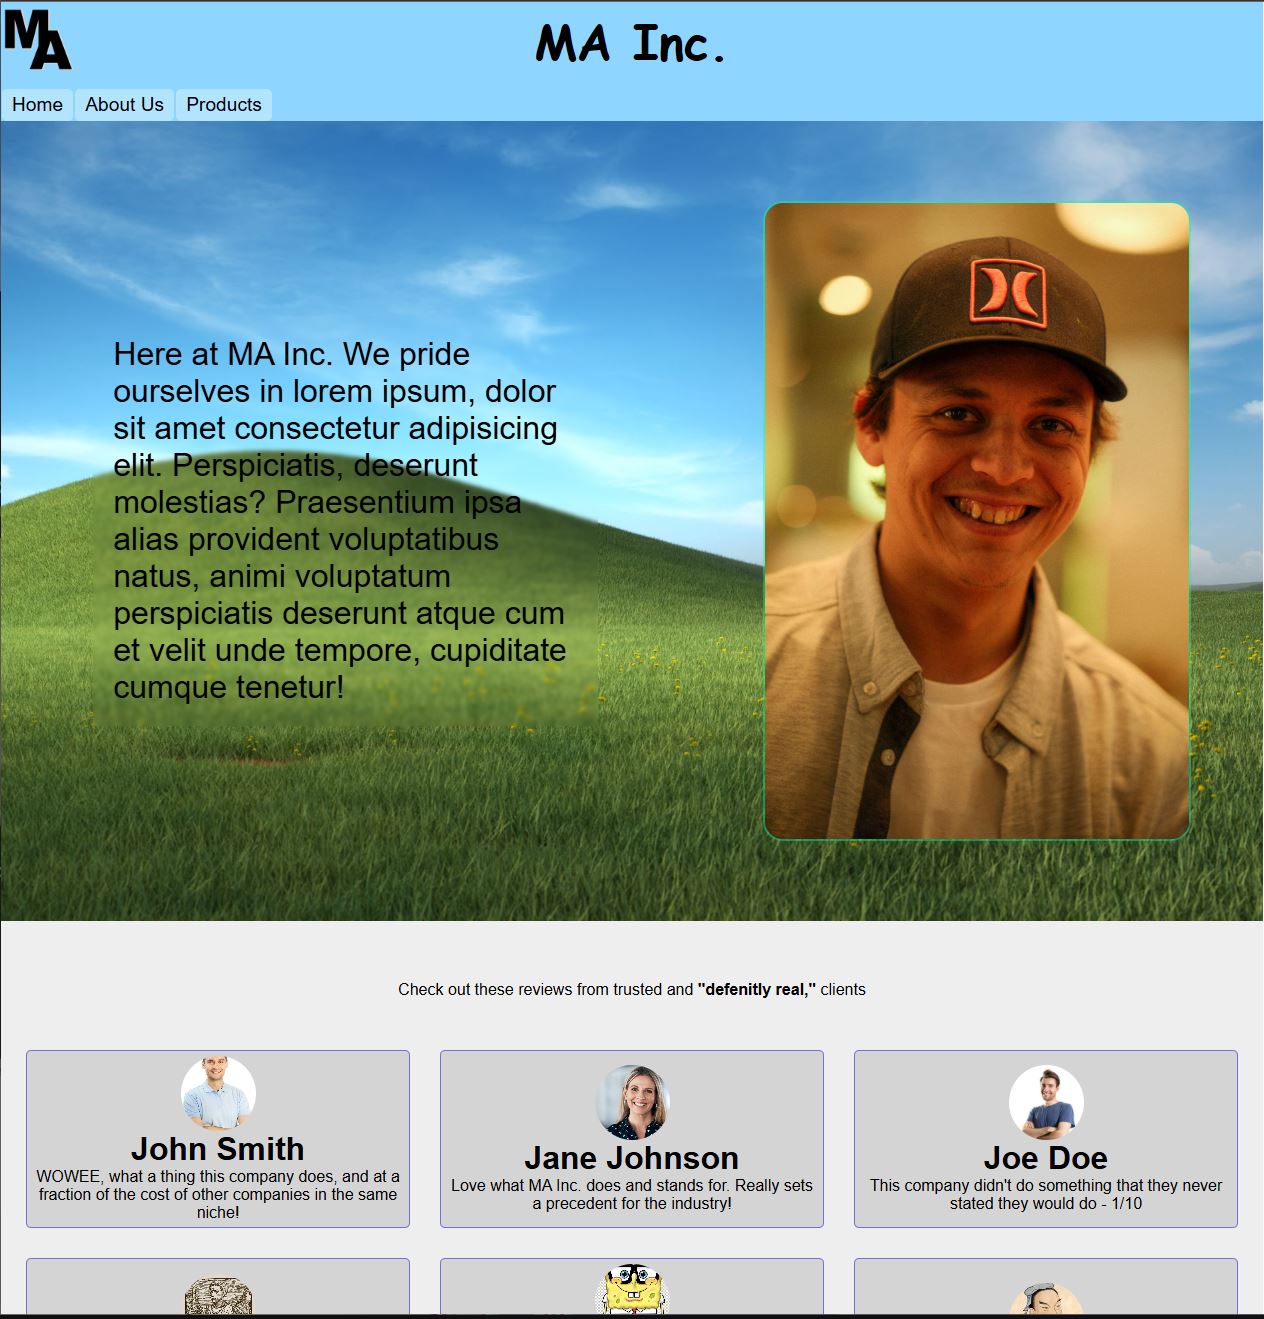 MA
MA Inc.
Home About Us Products
Here at MA Inc. We pride
ourselves in lorem ipsum, dolor
sit amet consectetur adipisicing
elit. Perspiciatis, deserunt
molestias? Praesentium ipsa
alias provident voluptatibus
natus, animi voluptatum
perspiciatis deserunt atque cum
et velit unde tempore, cupiditate
cumque tenetur!
Check out these reviews from trusted and "defenitly real," clients
John Smith
WOWEE, what a thing this company does, and at a
fraction of the cost of other companies in the same
niche!
Jane Johnson
Love what MA Inc. does and stands for. Really sets
a precedent for the industry!
Joe Doe
This company didn't do something that they never
stated they would do - 1/10